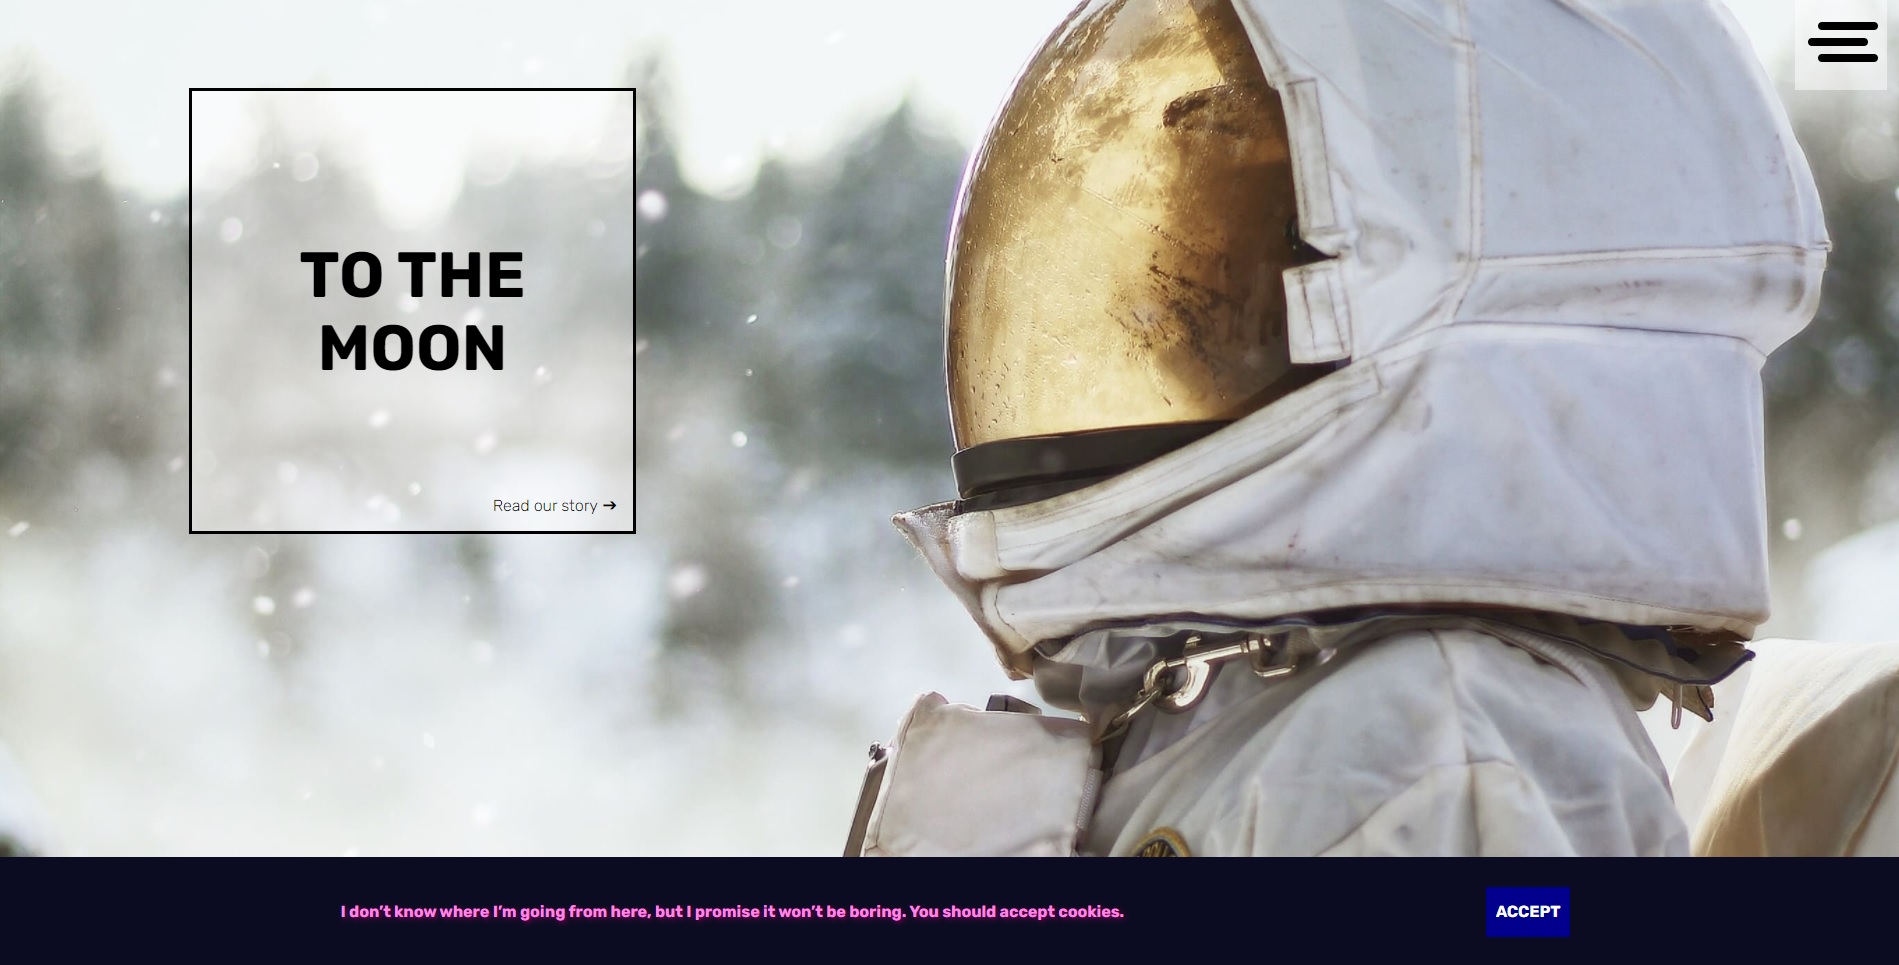 TO THE
MOON
Read our story ➔
I don’t know where I’m going from here, but I promise it won’t be boring. You should accept cookies.
ACCEPT